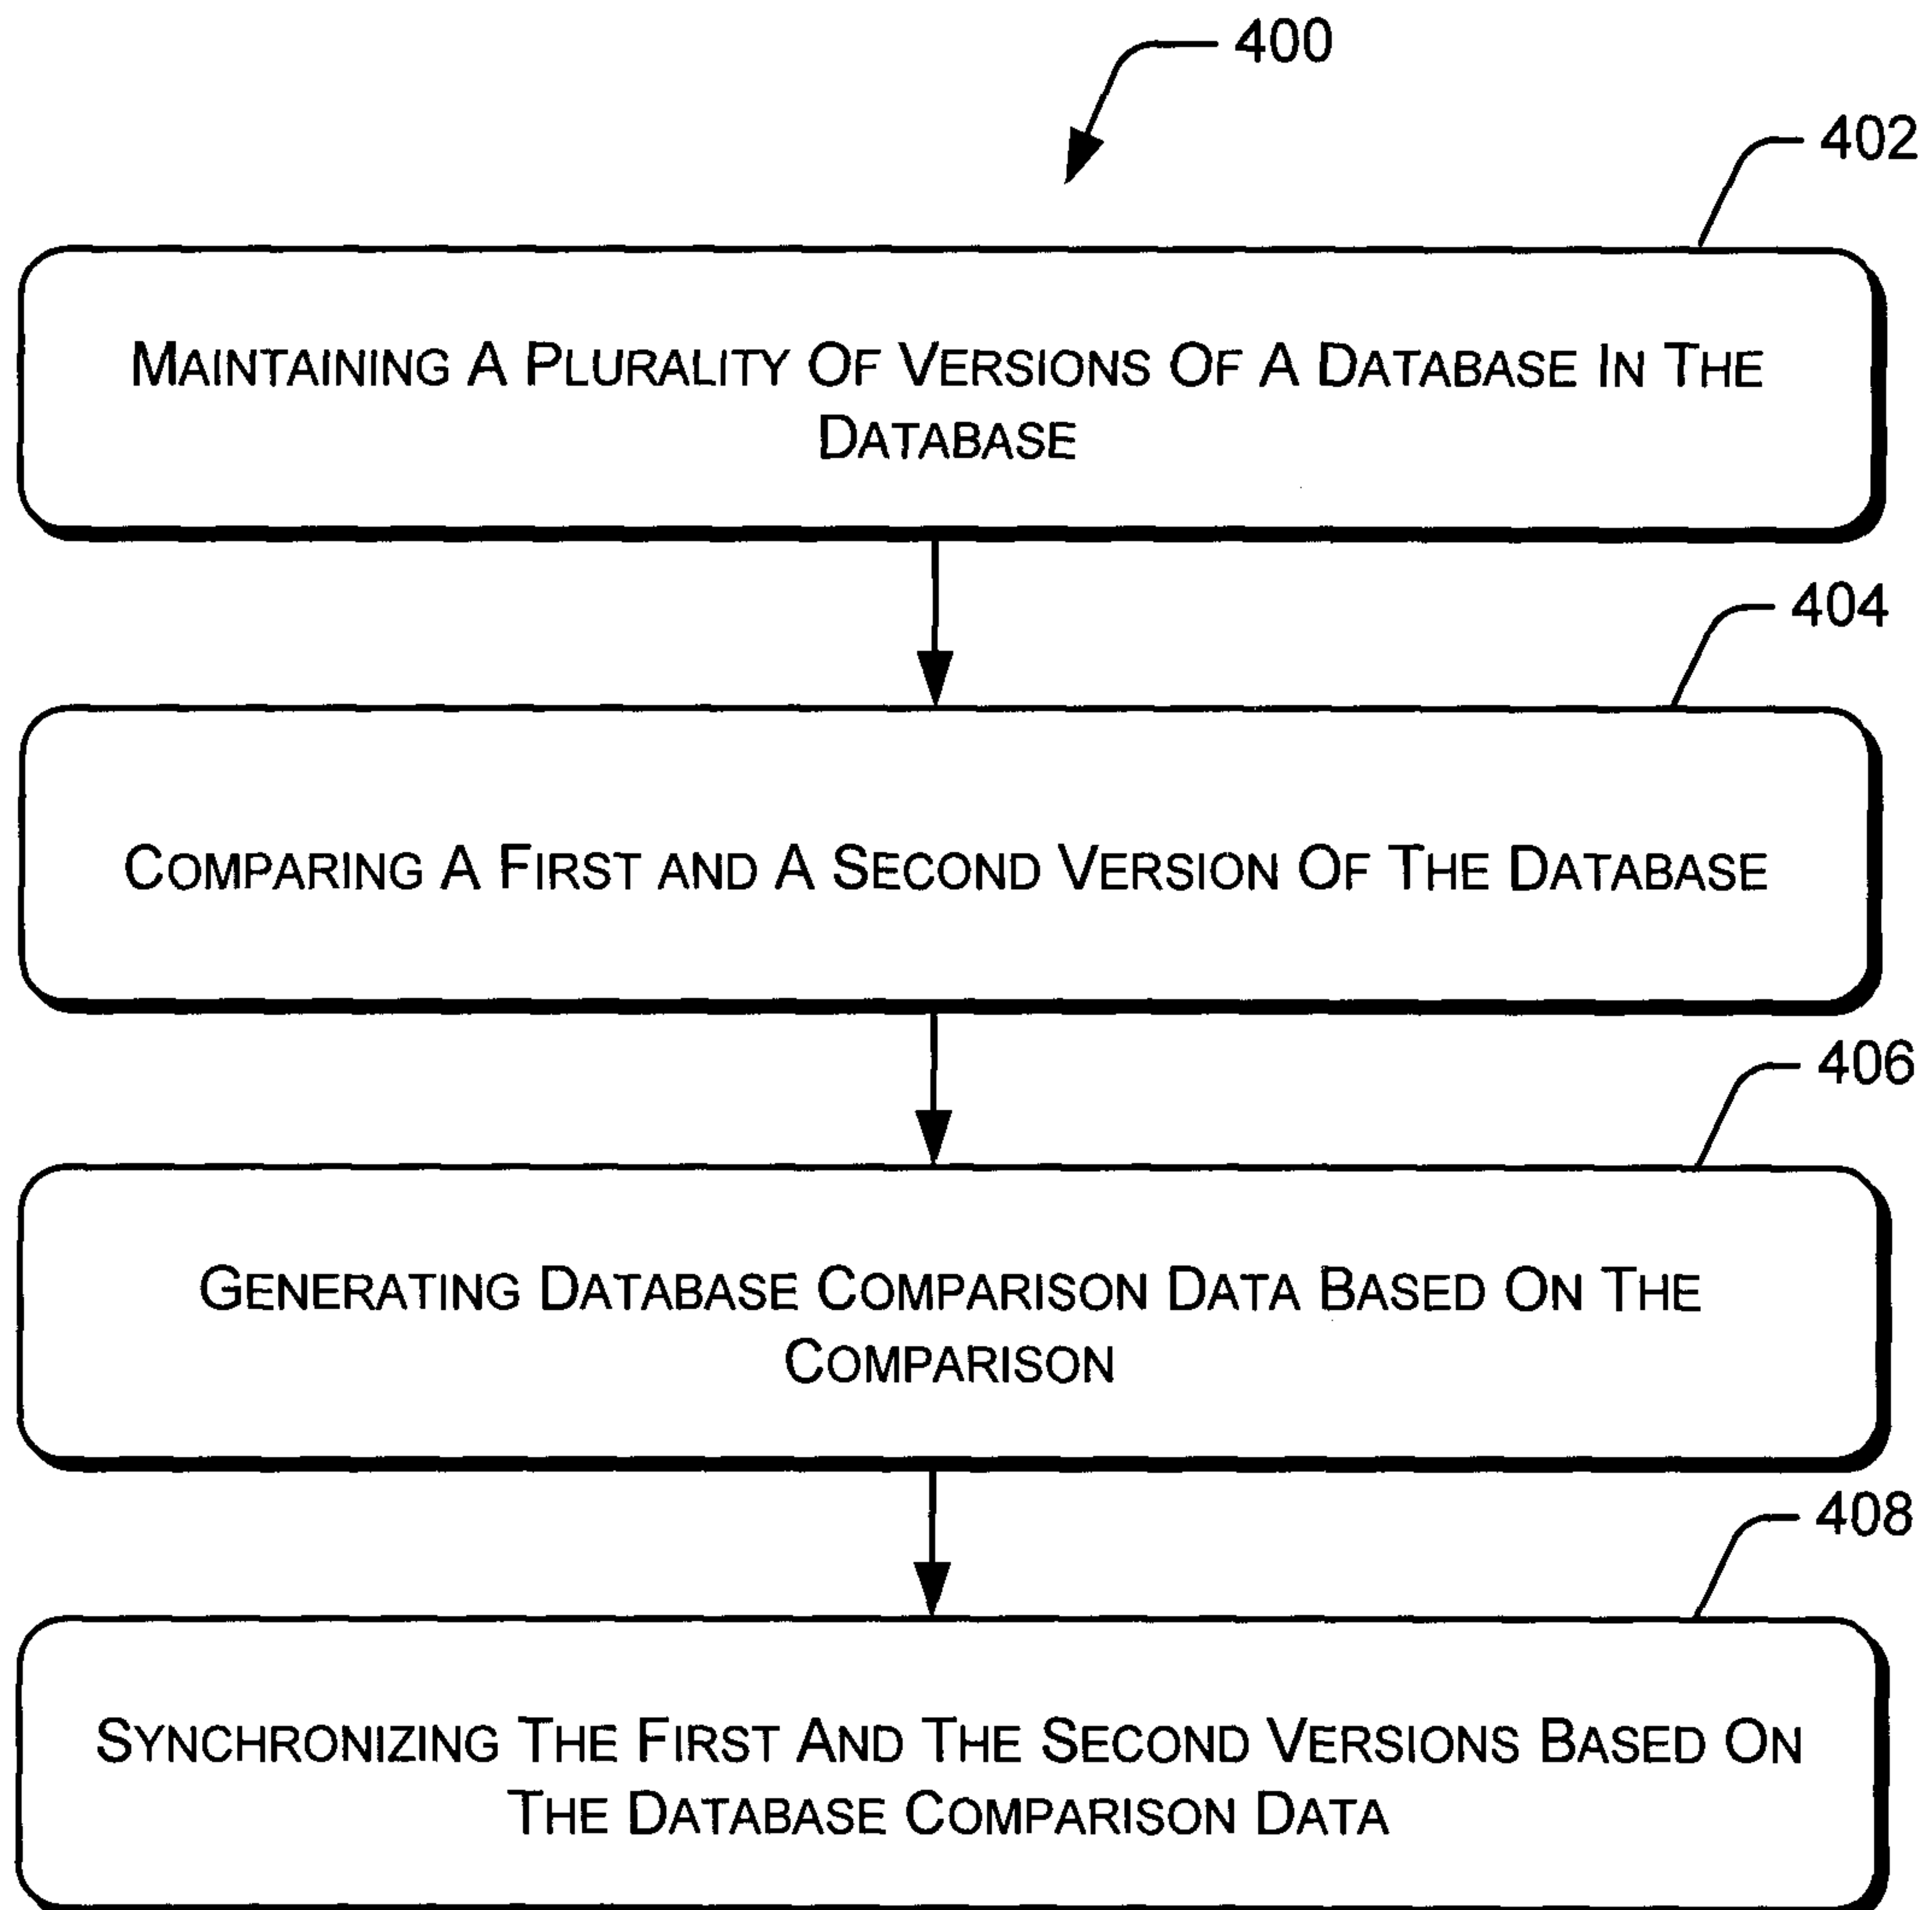 400
402
MAINTAINING A PLURALITY OF VERSIONS OF A DATABASE IN THE
DATABASE
404
COMPARING A FIRST AND A SECOND VERSION OF THE DATABASE
406
GENERATING DATABASE COMPARISON DATA BASED ON THE
COMPARISON
408
SYNCHRONIZING THE FIRST AND THE SECOND VERSIONS BASED ON
THE DATABASE COMPARISON DATA